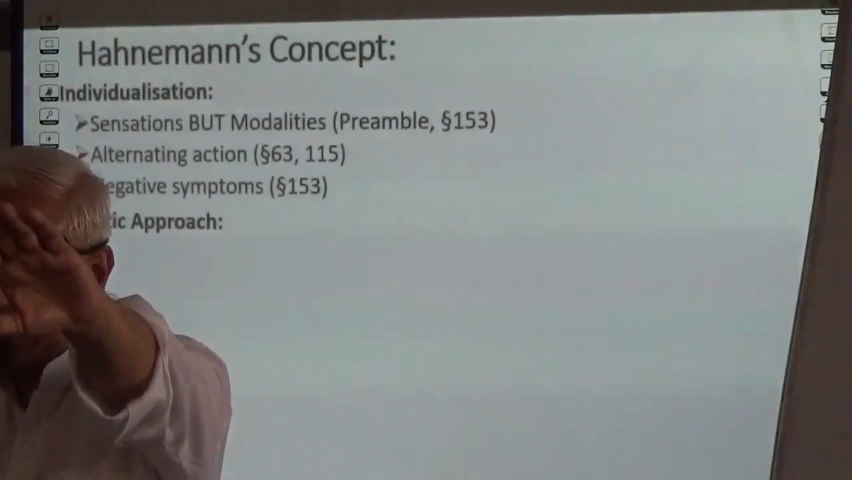 Hahnemann's Concept:
Individualisation:
Sensations BUT Modalities (Preamble, §153)
Alternating action (§63, 115)
egative symptoms (§153)
ic Approach: